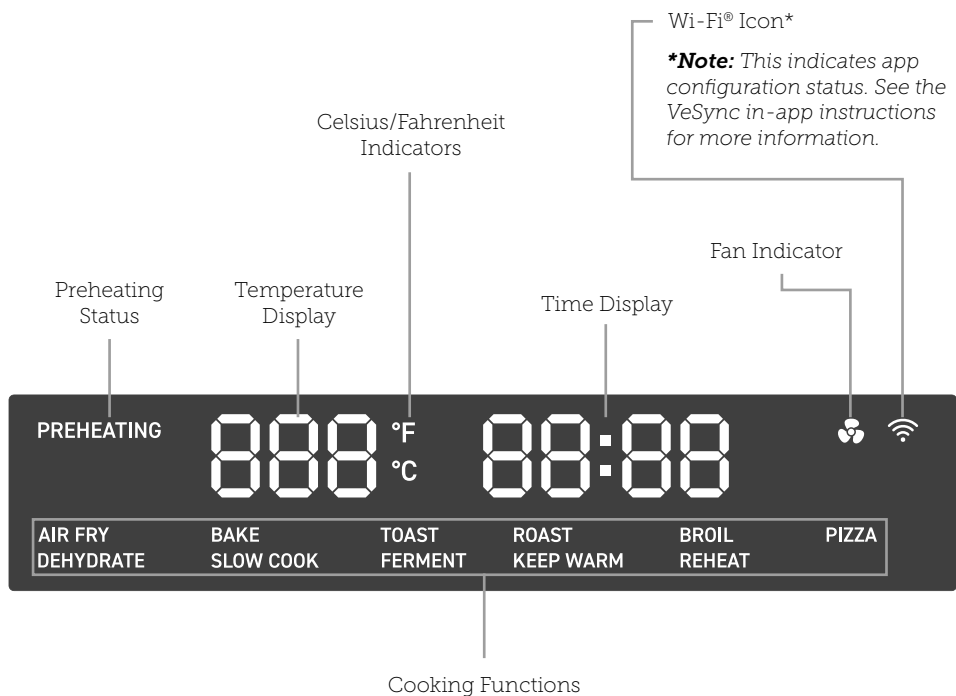 Wi-Fi® Icon*
*Note: This indicates app
configuration status. See the
VeSync in-app instructions
for more information.
Celsius/Fahrenheit
Indicators
Fan Indicator
Preheating
Status
Temperature
Display
Time Display
PREHEATING
888 °F
°C
88:88
AIR FRY BAKE TOAST ROAST BROIL PIZZA
DEHYDRATE SLOW COOK FERMENT KEEP WARM REHEAT
Cooking Functions